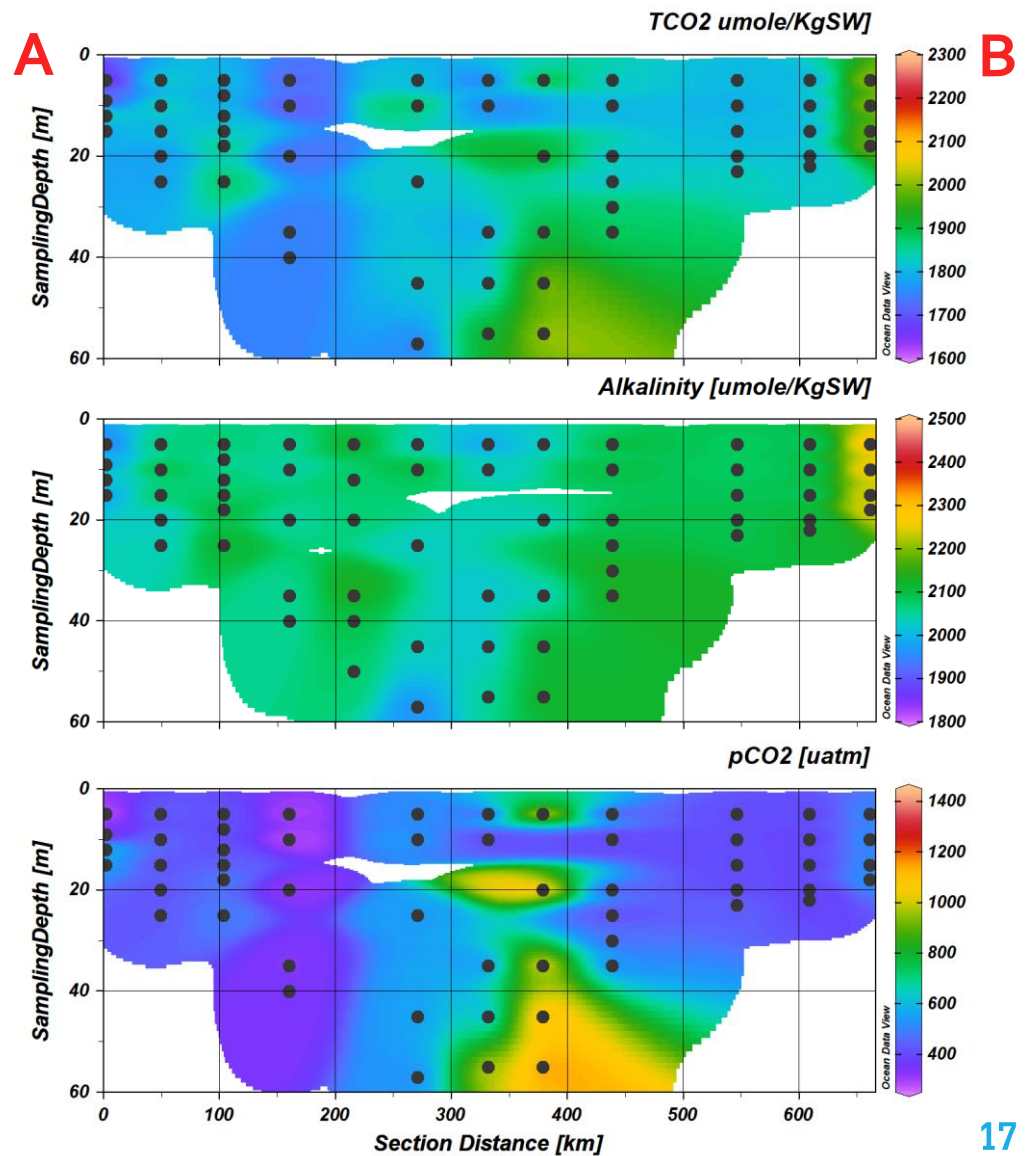 TCO2 umole/KgSW]
A
B
SamplingDepth [m]
0
20
40
60
2300
2200
2100
2000
1900
1800
1700
1600
Ocean Data View
Alkalinity [umole/KgSW]
SamplingDepth [m]
0
20
40
60
2500
2400
2300
2200
2100
2000
1900
1800
Ocean Data View
pCO2 [uatm]
SamplingDepth [m]
0
20
40
60
1400
1200
1000
800
600
400
Ocean Data View
0 100 200 300 400 500 600
Section Distance [km]
17